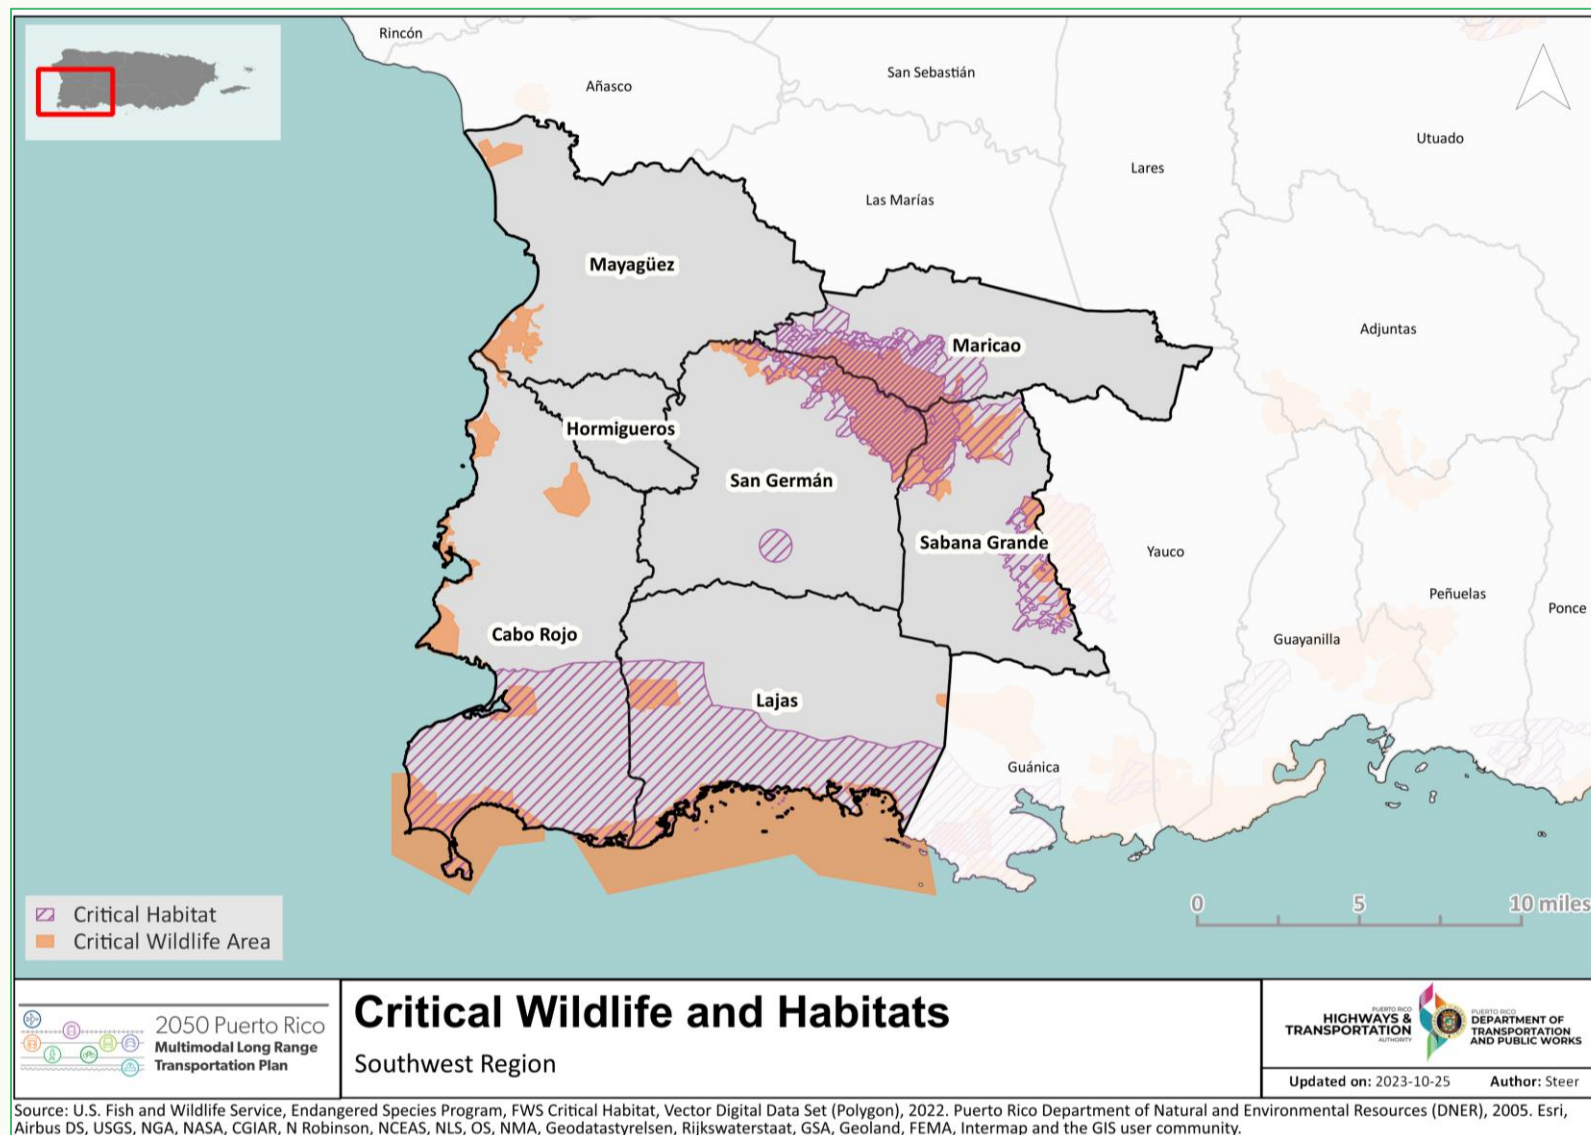 Rincón
Añasco
San Sebastián
Utuado
Lares
Las Marías
Mayagüez
Adjuntas
Maricao
Hormigueros
San Germán
Sabana Grande
Yauco
Peñuelas
Ponce
Guayanilla
Cabo Rojo
Lajas
Guánica
Critical Habitat
Critical Wildlife Area
0 5 10 miles
2050 Puerto Rico
Multimodal Long Range
Transportation Plan
Critical Wildlife and Habitats
Southwest Region
PUERTO RICO
HIGHWAYS &
TRANSPORTATION
AUTHORITY
PUERTO RICO
DEPARTMENT OF
TRANSPORTATION
AND PUBLIC WORKS
Updated on: 2023-10-25 Author: Steer
Source: U.S. Fish and Wildlife Service, Endangered Species Program, FWS Critical Habitat, Vector Digital Data Set (Polygon), 2022. Puerto Rico Department of Natural and Environmental Resources (DNER), 2005. Esri,
Airbus DS, USGS, NGA, NASA, CGIAR, N Robinson, NCEAS, NLS, OS, NMA, Geodatastyrelsen, Rijkswaterstaat, GSA, Geoland, FEMA, Intermap and the GIS user community.